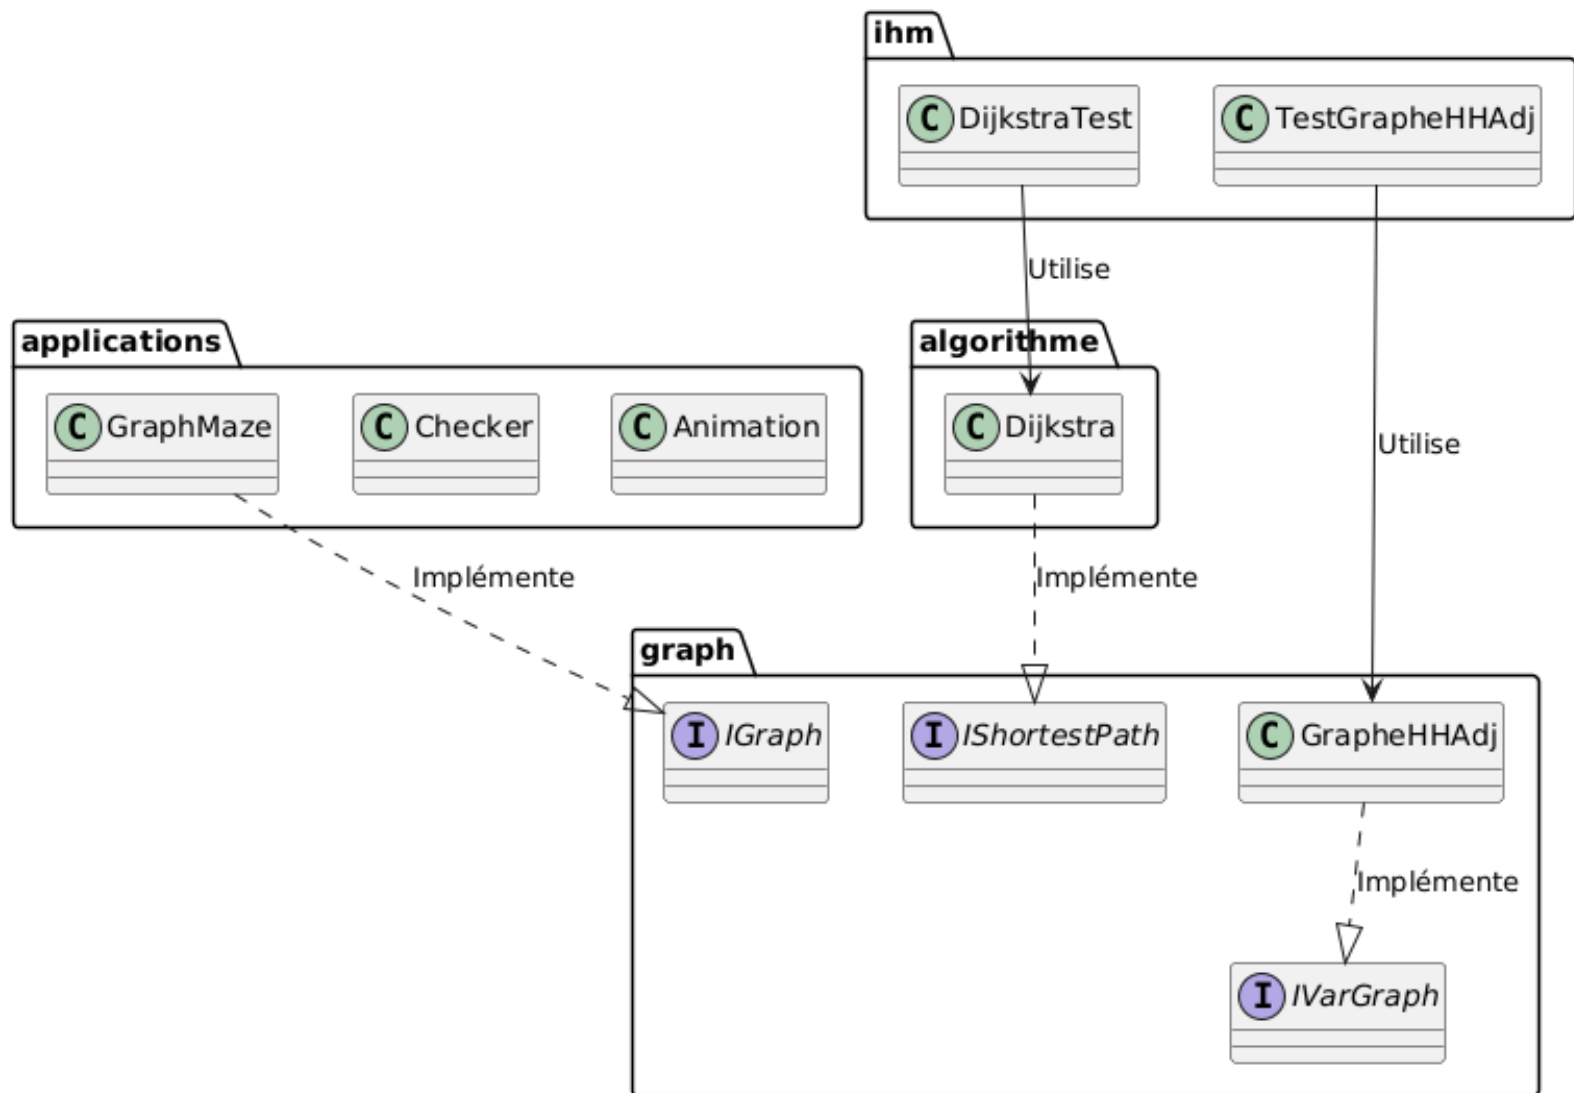 ihm
C DijkstraTest
C TestGrapheHHAdj
Utilise
applications
algorithme
C GraphMaze
C Checker
C Animation
C Dijkstra
Utilise
Implémente
Implémente
graph
I IGraph
I IShortestPath
C GrapheHHAdj
Implémente
I IVarGraph